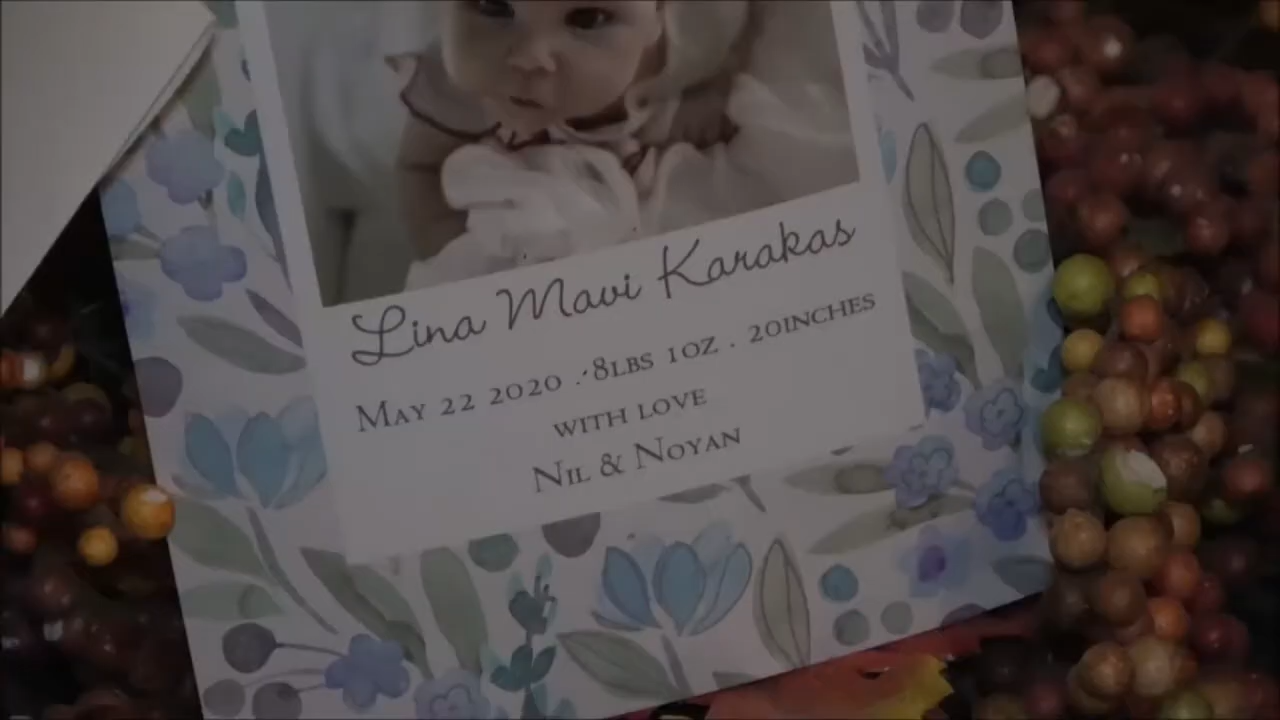 Lina Mavi Karakas
May 22 2020 . 8lbs 1oz . 20inches
with love
Nil & Noyan